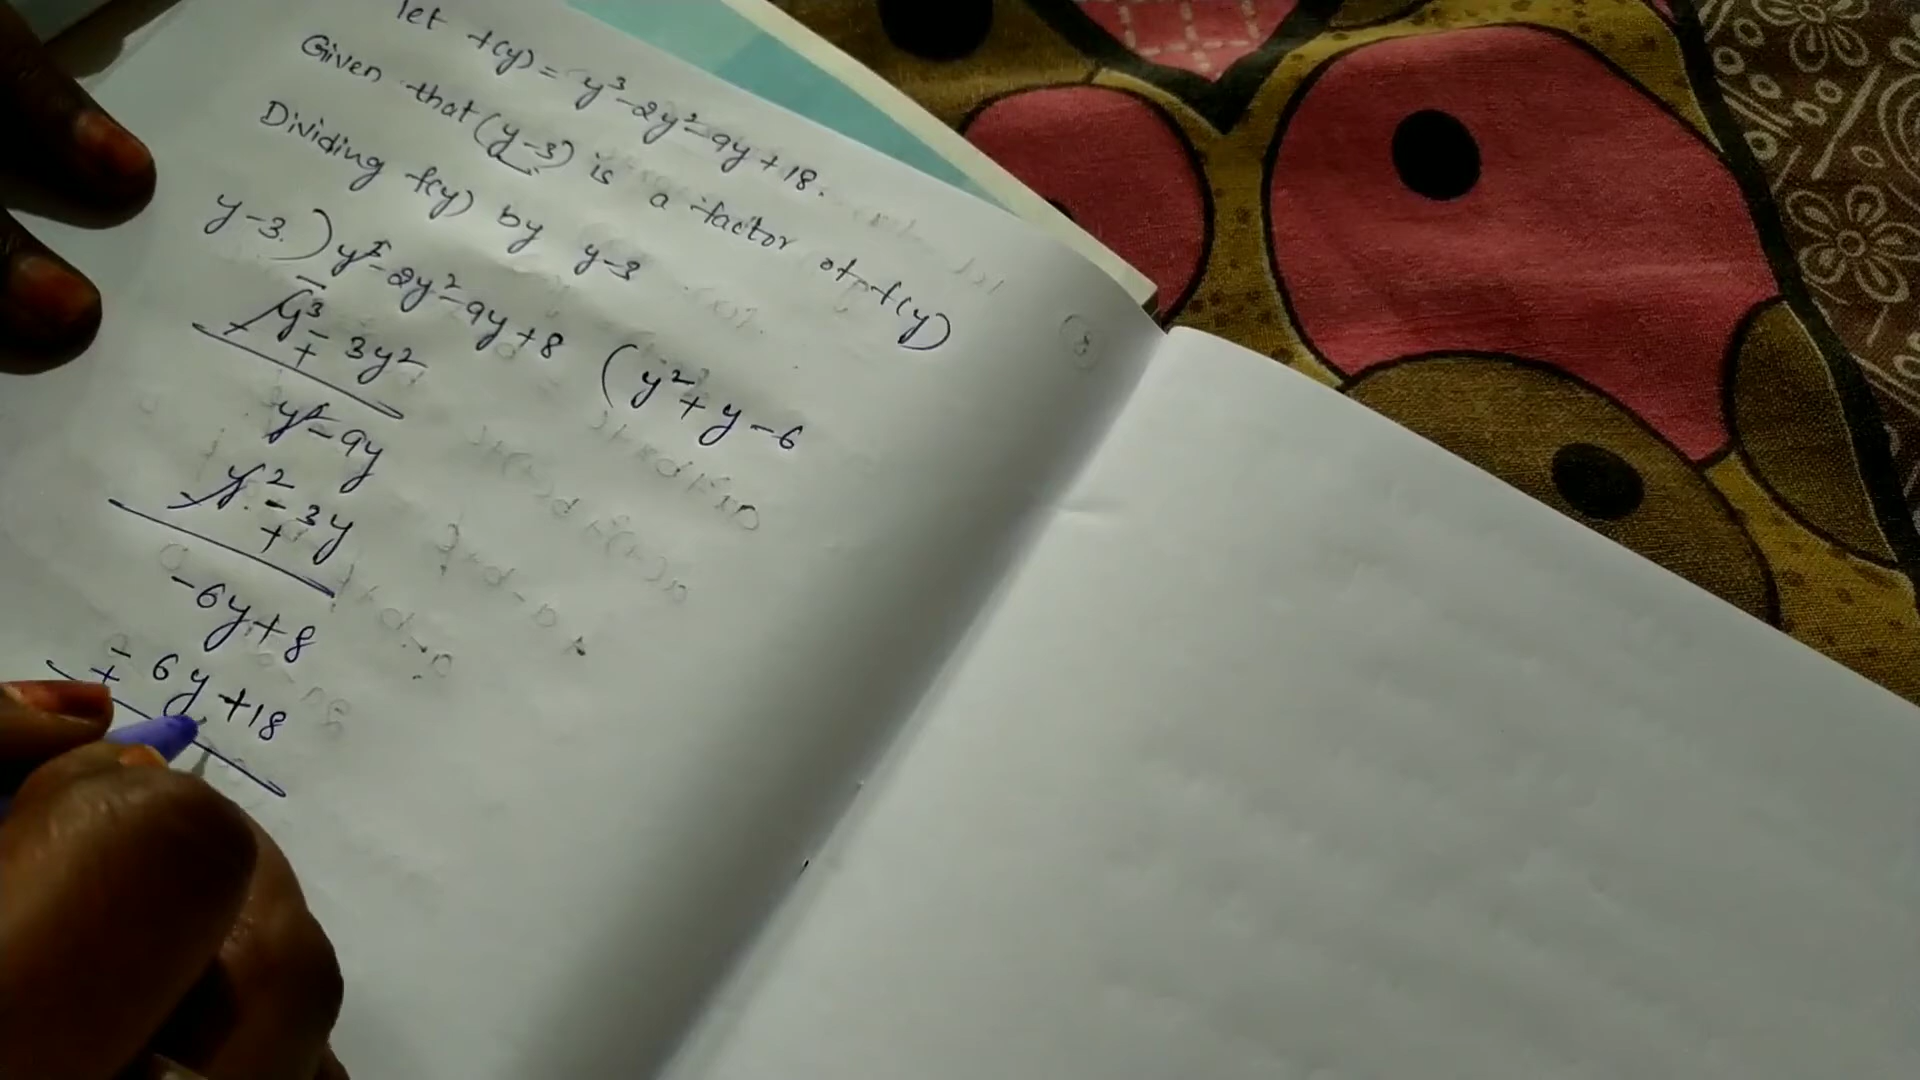 let f(y) = y³-2y²-9y+18.
Given that (y-3) is a factor of f(y)
Dividing f(y) by y-3
y-3) y³-2y²-9y+8 (y²+y-6
y³-3y²
- +
y²-9y
y²-3y
- +
-6y+8
-6y+18
+